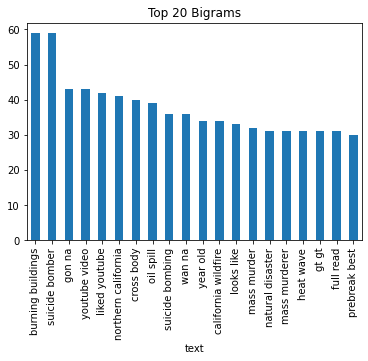 Top 20 Bigrams
60
50
40
30
20
10
0
burning buildings
suicide bomber
gon na
youtube video
liked youtube
northern california
cross body
oil spill
suicide bombing
wan na
year old
california wildfire
looks like
mass murder
natural disaster
mass murderer
heat wave
gt gt
full read
prebreak best
text